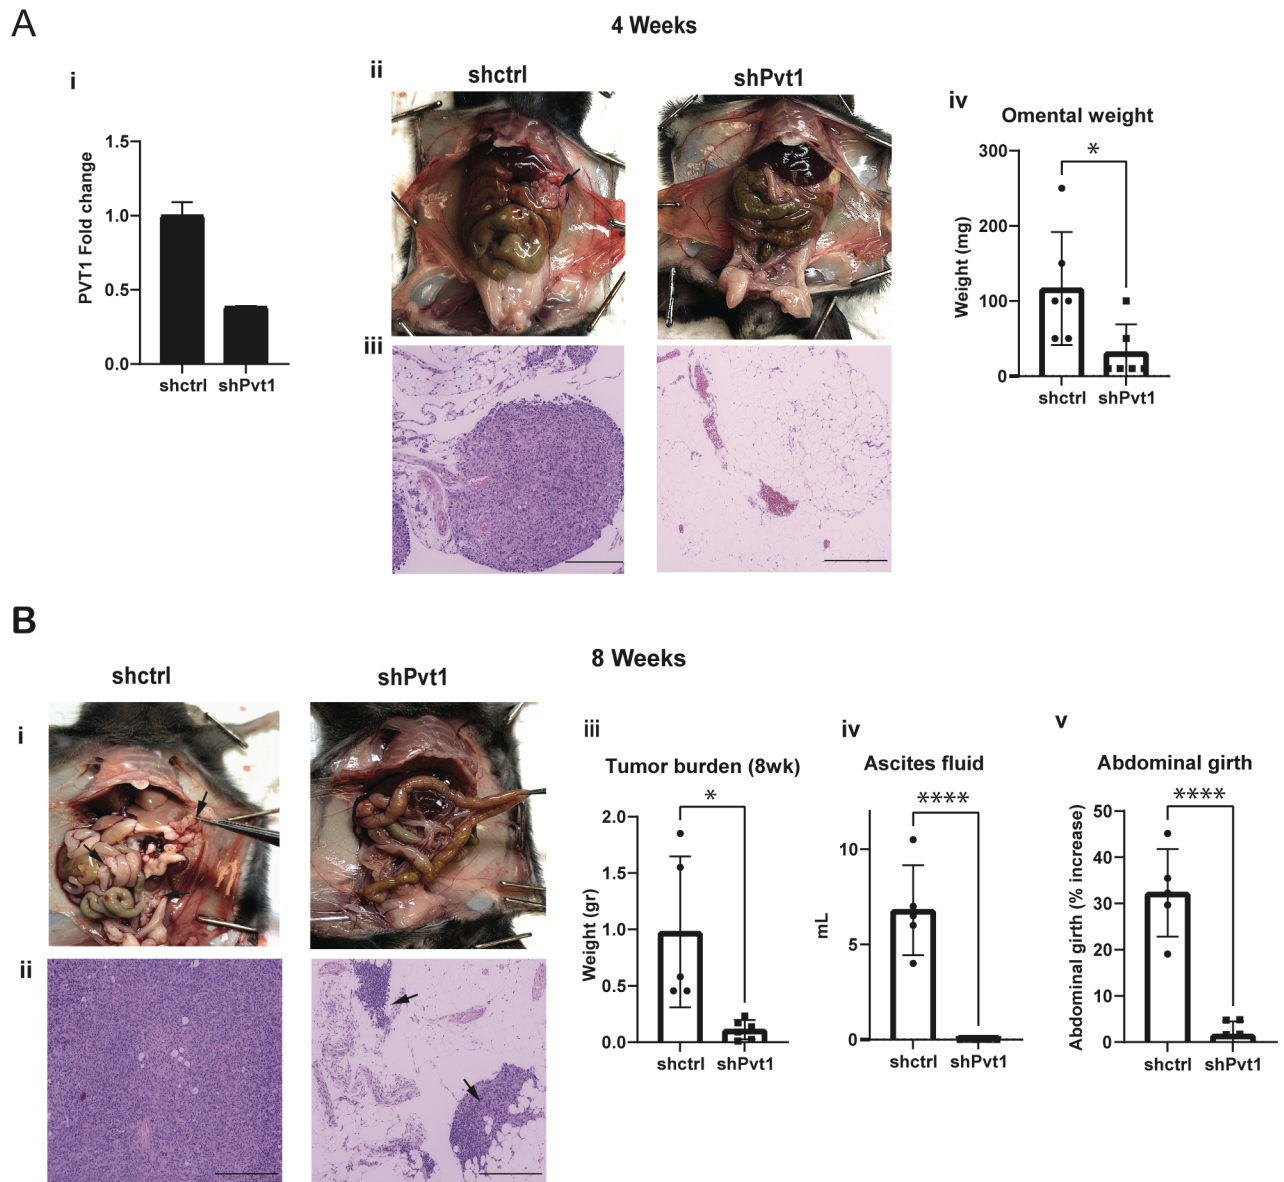 A
4 Weeks
i
ii
shctrl
shPvt1
iv
Omental weight
*
PVT1 Fold change
1.5
1.0
0.5
0.0
shctrl
shPvt1
iii
Weight (mg)
300
200
100
0
shctrl
shPvt1
B
8 Weeks
shctrl
shPvt1
i
ii
iii
Tumor burden (8wk)
*
Weight (gr)
2.0
1.5
1.0
0.5
0.0
shctrl
shPvt1
iv
Ascites fluid
****
mL
10
5
0
shctrl
shPvt1
v
Abdominal girth
****
Abdominal girth (% increase)
50
40
30
20
10
0
shctrl
shPvt1